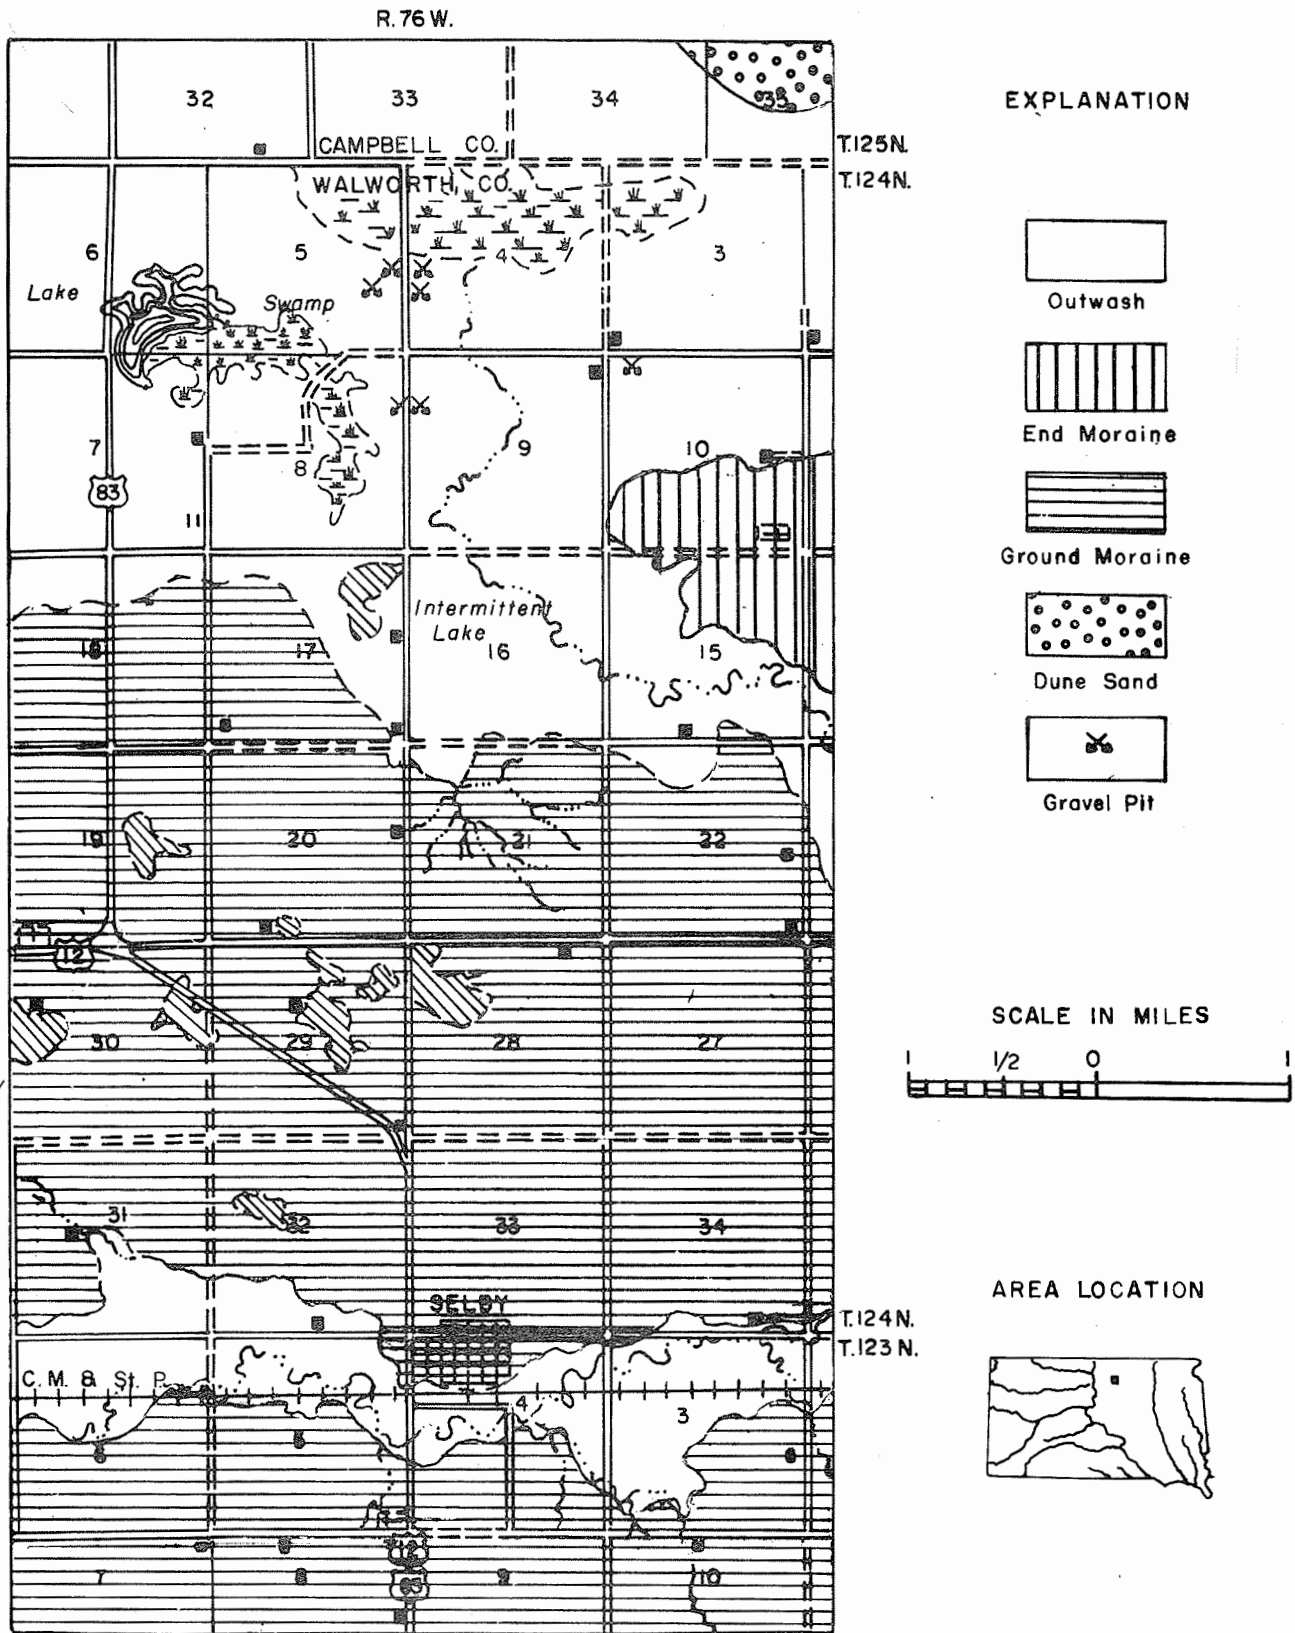 R. 76 W.
32
33
34
35
CAMPBELL CO.
T.125N.
WALWORTH CO.
T.124N.
6
5
4
3
Lake
Swamp
7
8
9
10
83
11
Intermittent
Lake
18
17
16
15
19
20
21
22
12
30
29
28
27
31
32
33
34
SELBY
T.124N.
T.123 N.
C. M. & St. P.
4
3
7
9
10
12
EXPLANATION
Outwash
End Moraine
Ground Moraine
Dune Sand
Gravel Pit
SCALE IN MILES
1 1/2 0 1
AREA LOCATION